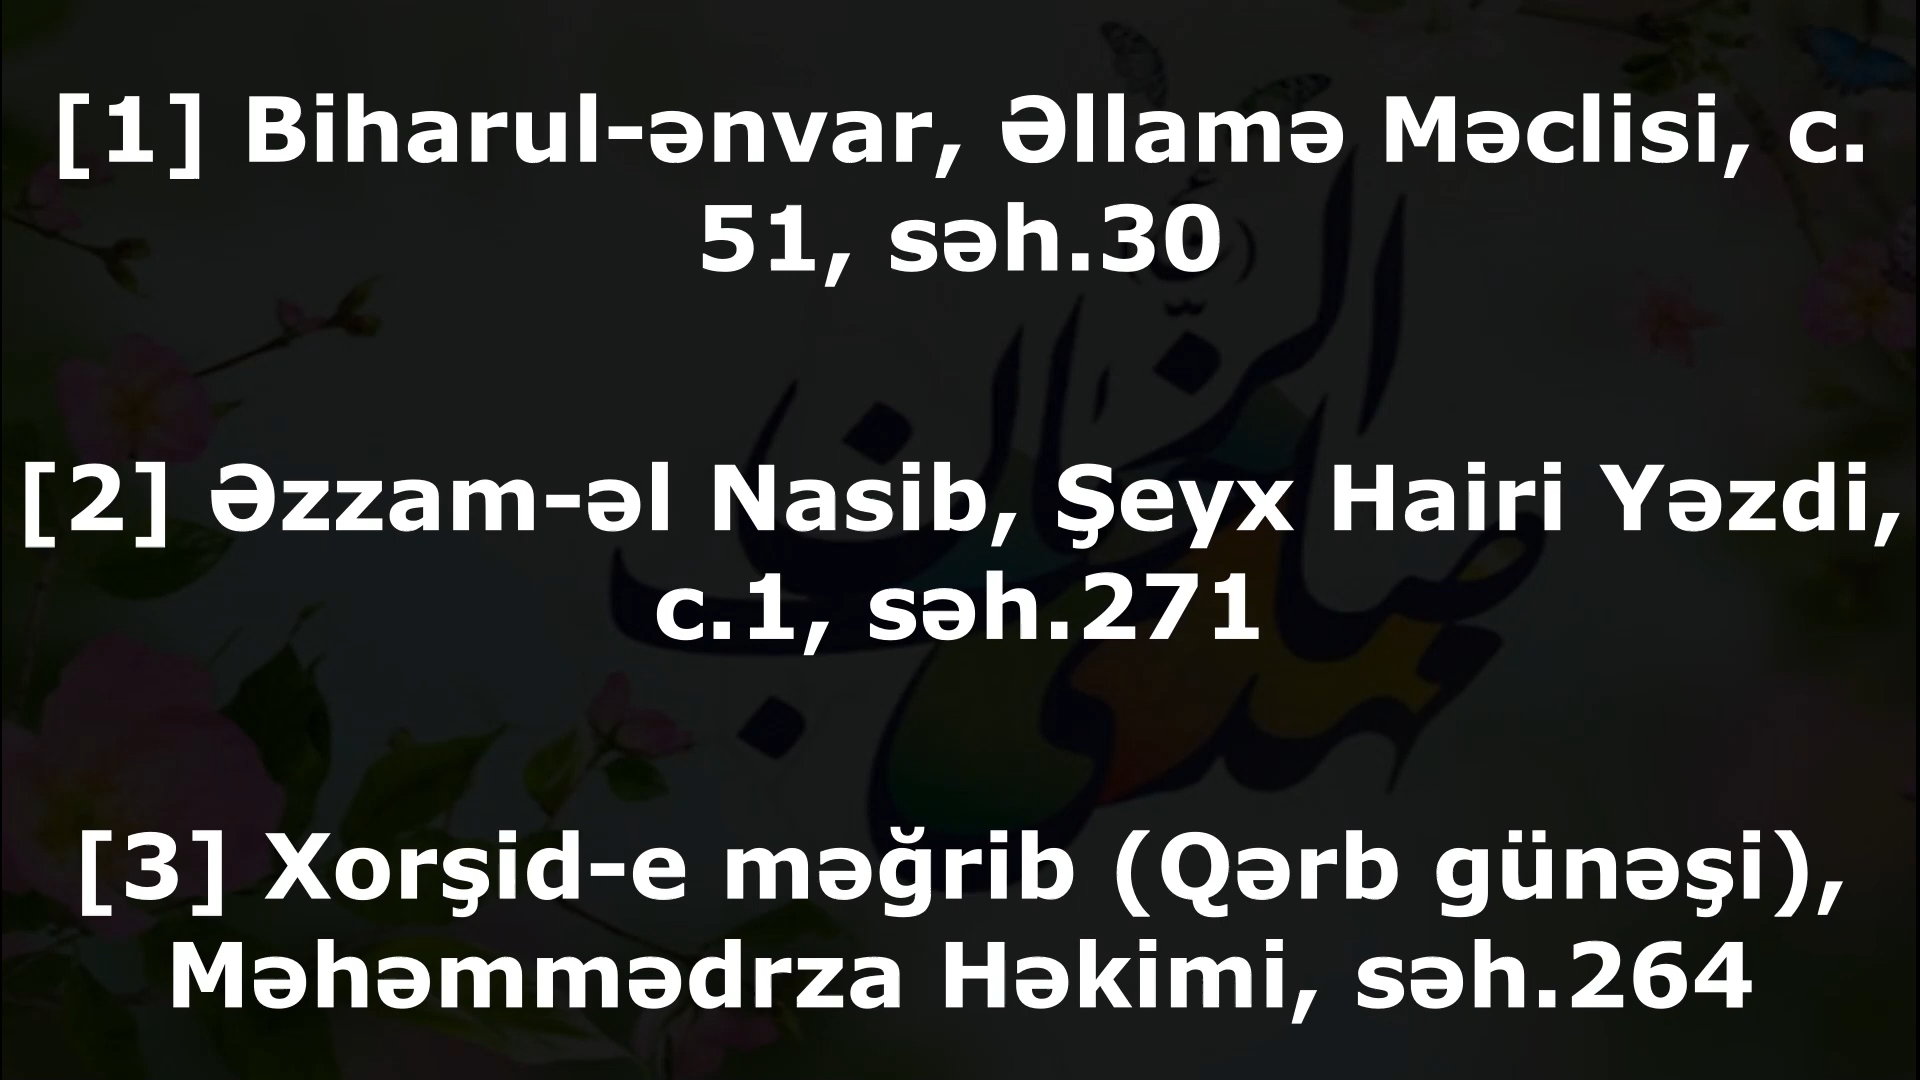 [1] Biharul-ənvar, Əllamə Məclisi, c.
51, səh.30
[2] Əzzam-əl Nasib, Şeyx Hairi Yəzdi,
c.1, səh.271
[3] Xorşid-e məğrib (Qərb günəşi),
Məhəmmədrza Həkimi, səh.264